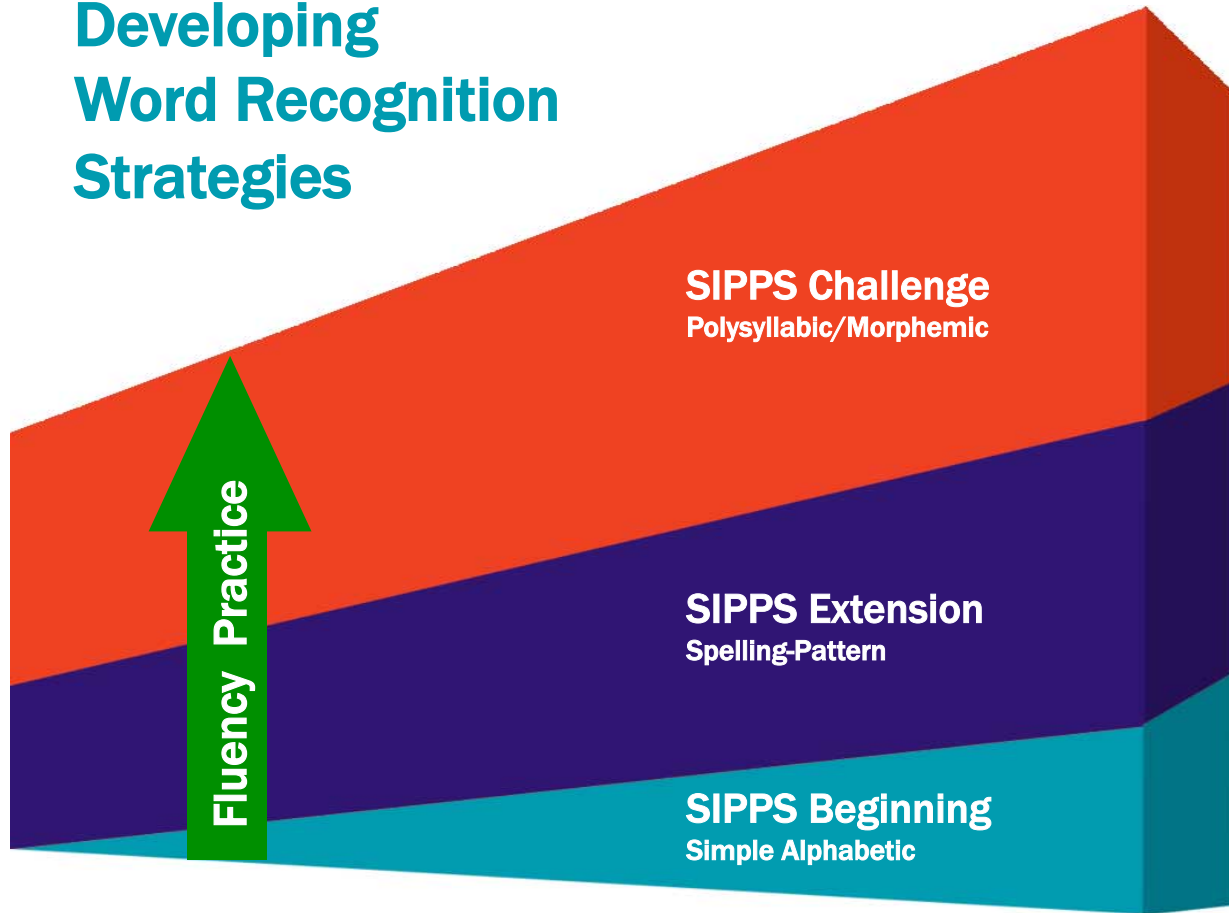 Developing
Word Recognition
Strategies
SIPPS Challenge
Polysyllabic/Morphemic
Fluency Practice
SIPPS Extension
Spelling-Pattern
SIPPS Beginning
Simple Alphabetic